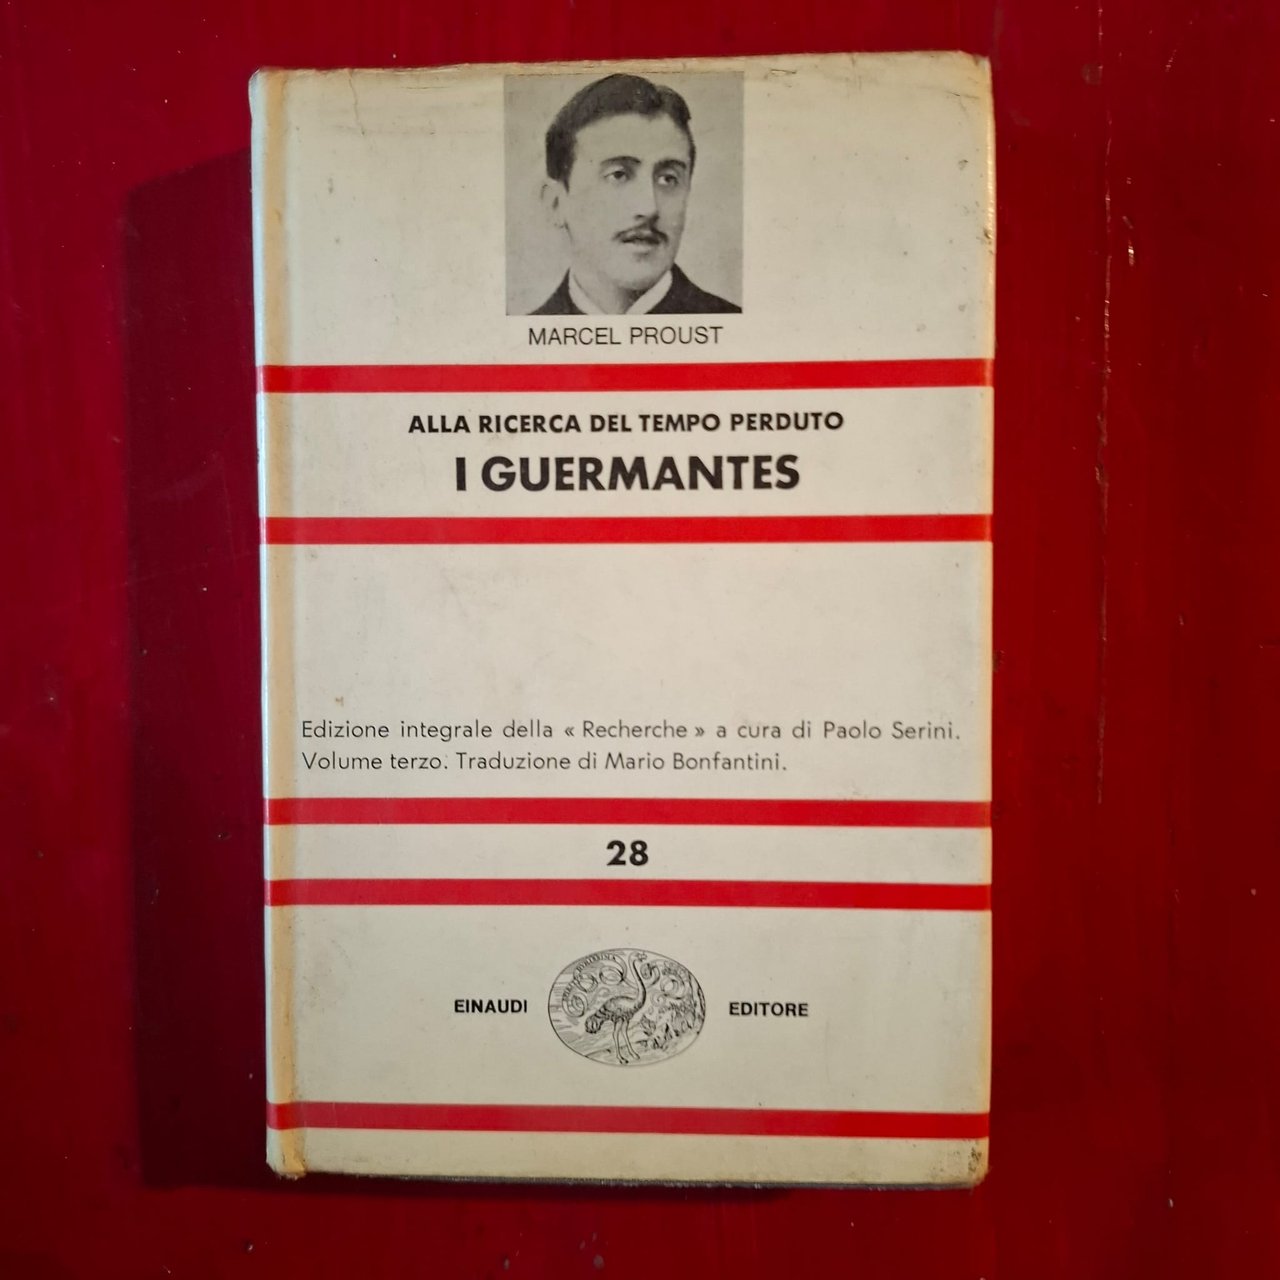 MARCEL PROUST
ALLA RICERCA DEL TEMPO PERDUTO
I GUERMANTES
Edizione integrale della « Recherche » a cura di Paolo Serini.
Volume terzo. Traduzione di Mario Bonfantini.
28
EINAUDI EDITORE